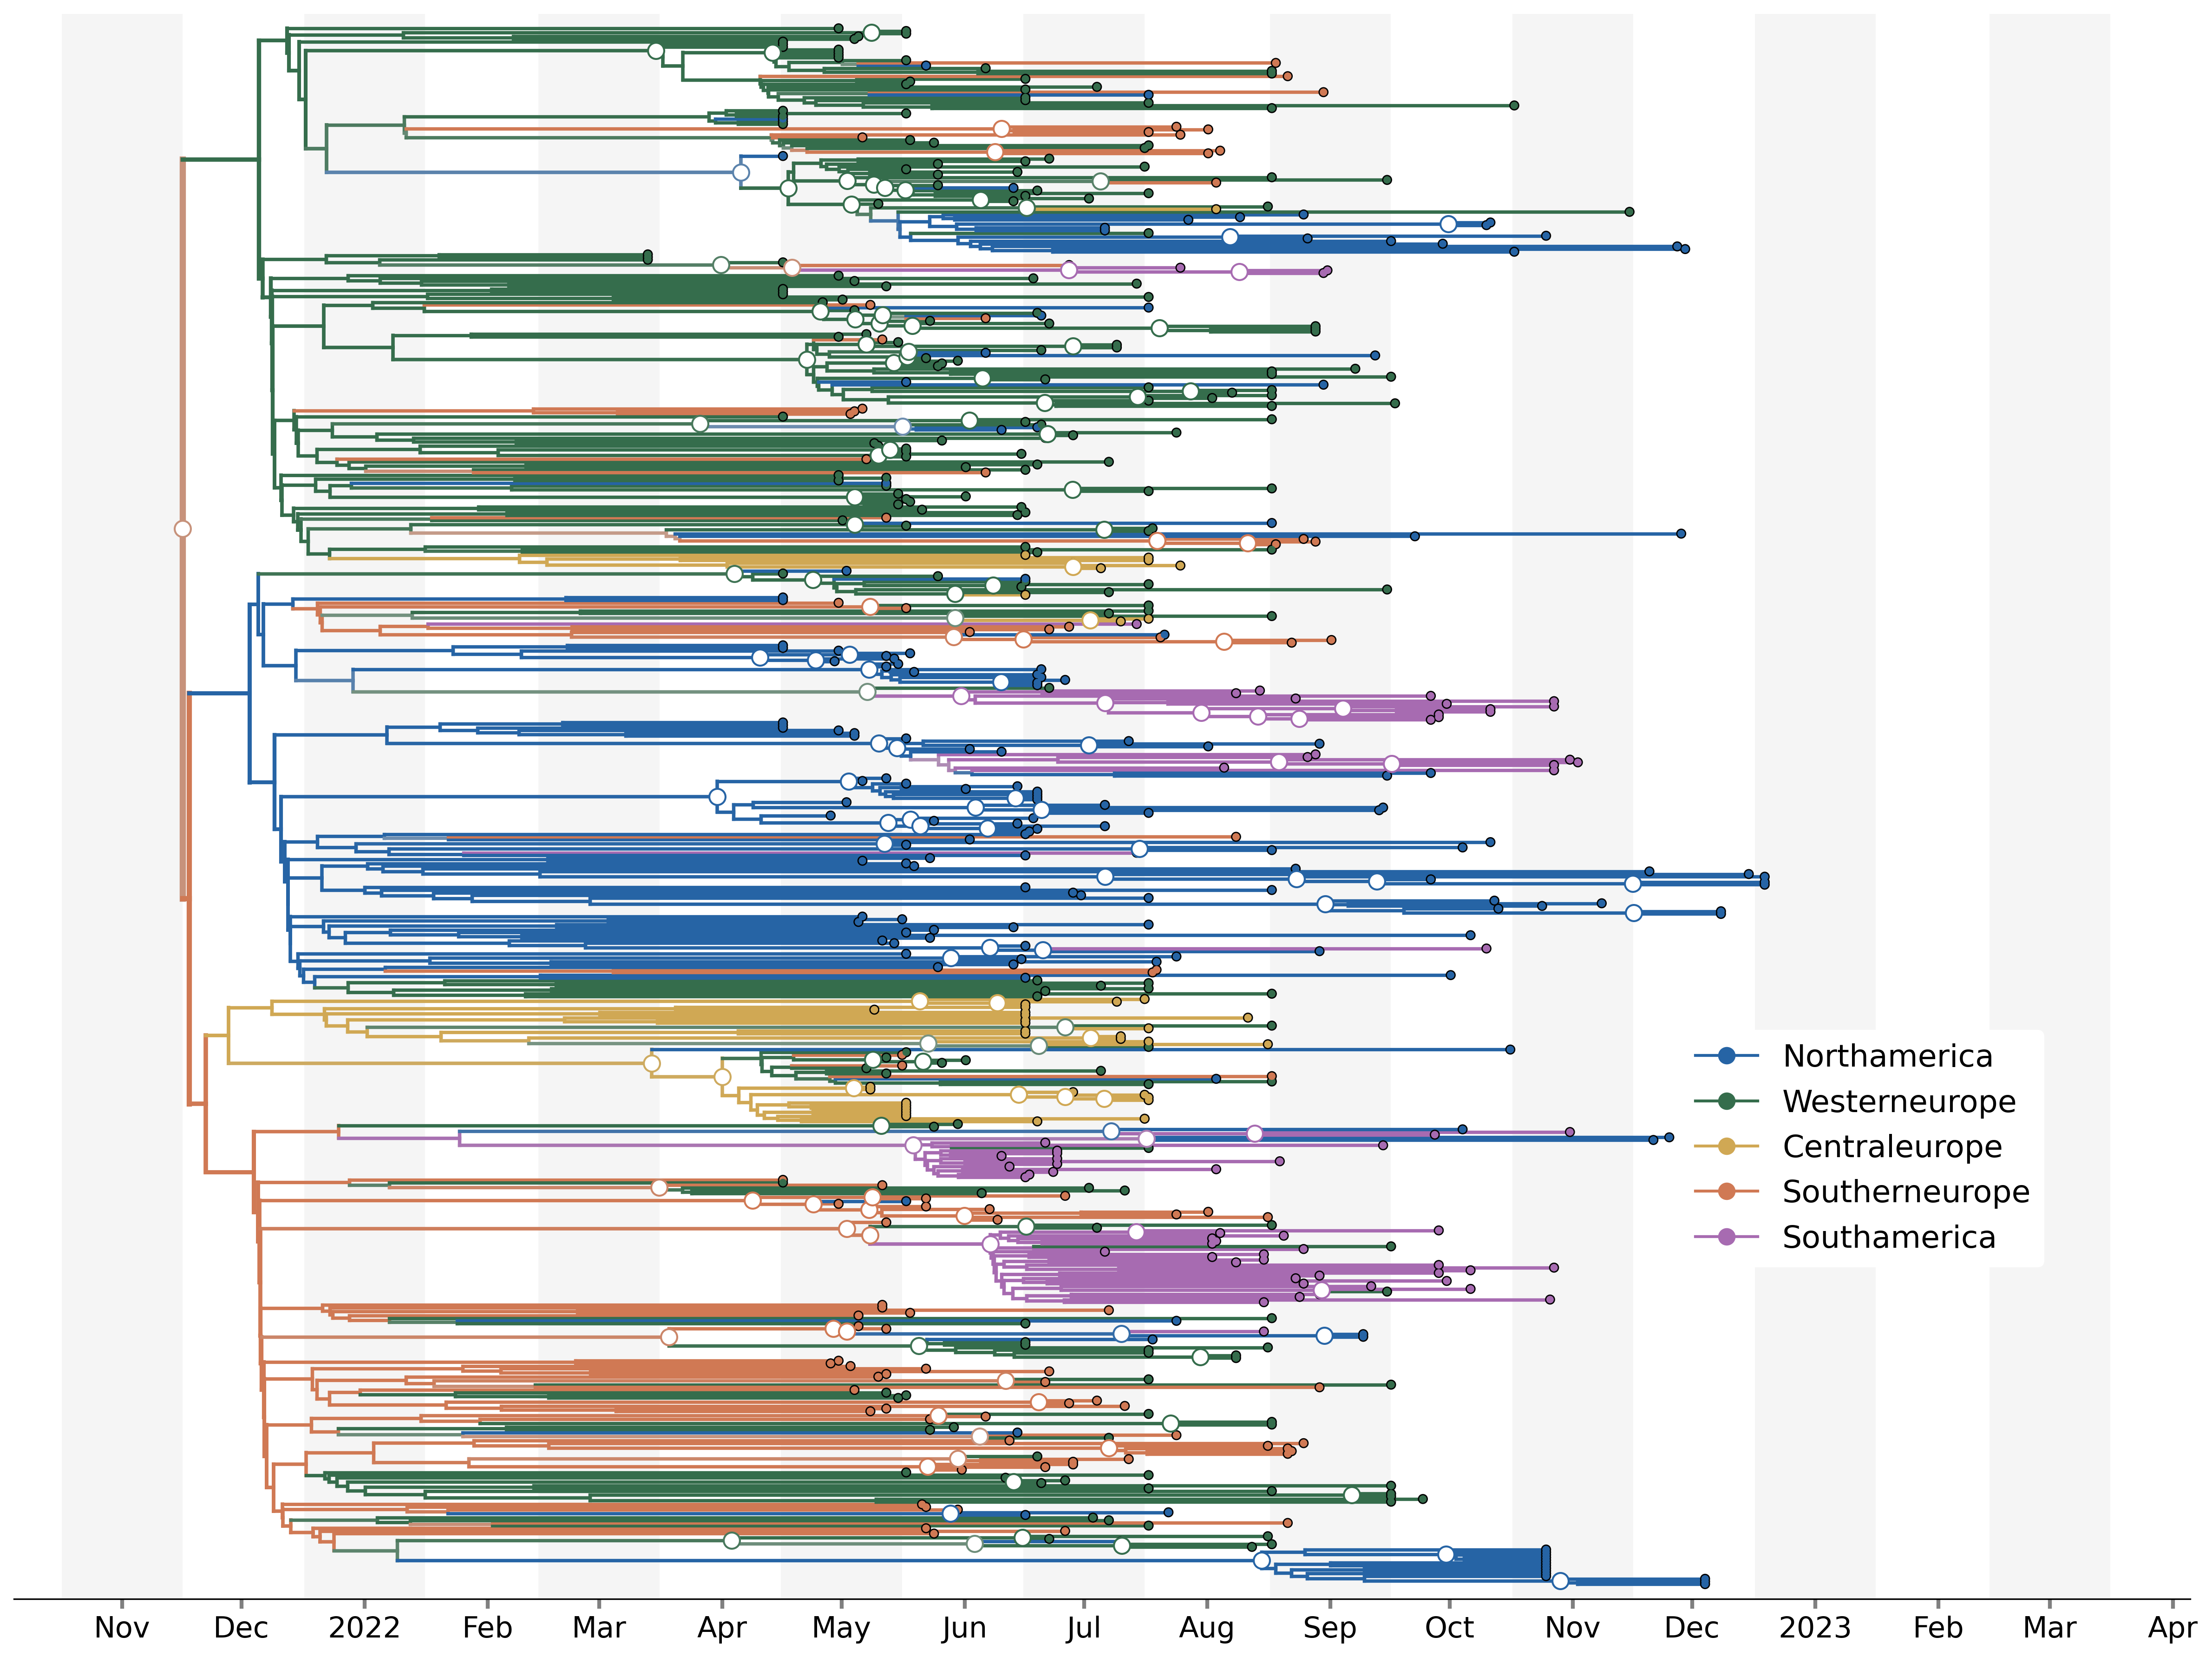 Northamerica
Westerneurope
Centraleurope
Southerneurope
Southamerica
Nov Dec 2022 Feb Mar Apr May Jun Jul Aug Sep Oct Nov Dec 2023 Feb Mar Apr